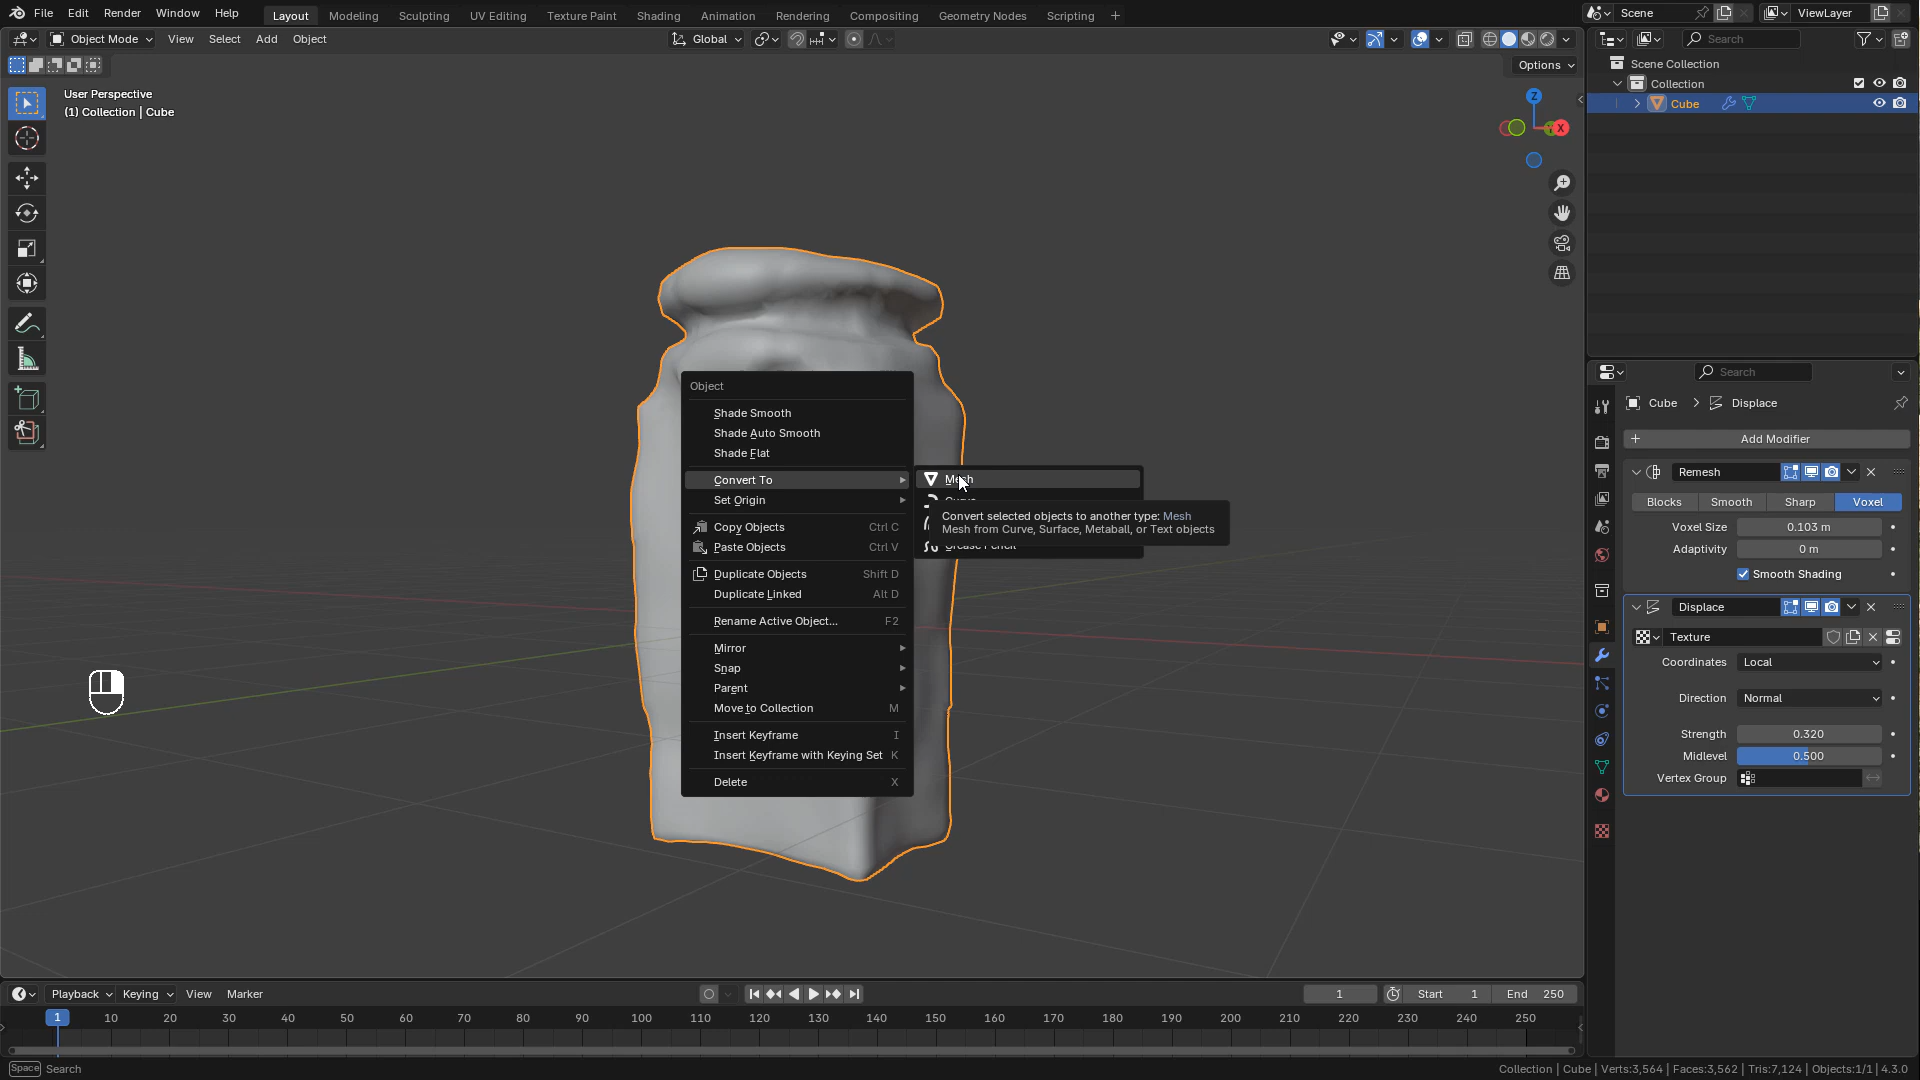 File Edit Render Window Help Layout Modeling Sculpting UV Editing Texture Paint Shading Animation Rendering Compositing Geometry Nodes Scripting + Scene ViewLayer
Object Mode View Select Add Object Global Search
Options
User Perspective
(1) Collection | Cube
Scene Collection
Collection
Cube
Z
Y
X
Object
Shade Smooth
Shade Auto Smooth
Shade Flat
Convert To
Set Origin
Copy Objects Ctrl C
Paste Objects Ctrl V
Duplicate Objects Shift D
Duplicate Linked Alt D
Rename Active Object... F2
Mirror
Snap
Parent
Move to Collection M
Insert Keyframe I
Insert Keyframe with Keying Set K
Delete X
Mesh
Curve
Convert selected objects to another type: Mesh
Mesh from Curve, Surface, Metaball, or Text objects
Grease Pencil
Search
Cube > Displace
+ Add Modifier
Remesh
Blocks Smooth Sharp Voxel
Voxel Size 0.103 m
Adaptivity 0 m
Smooth Shading
Displace
Texture
Coordinates Local
Direction Normal
Strength 0.320
Midlevel 0.500
Vertex Group
Playback Keying View Marker 1 Start 1 End 250
1 10 20 30 40 50 60 70 80 90 100 110 120 130 140 150 160 170 180 190 200 210 220 230 240 250
Space Search
Collection | Cube | Verts:3,564 | Faces:3,562 | Tris:7,124 | Objects:1/1 | 4.3.0